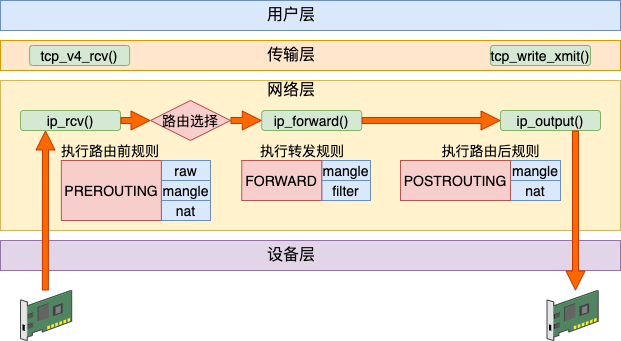 用户层
传输层
tcp_v4_rcv()
tcp_write_xmit()
网络层
ip_rcv()
路由选择
ip_forward()
ip_output()
执行路由前规则
执行转发规则
执行路由后规则
PREROUTING
raw
mangle
nat
FORWARD
mangle
filter
POSTROUTING
mangle
nat
设备层